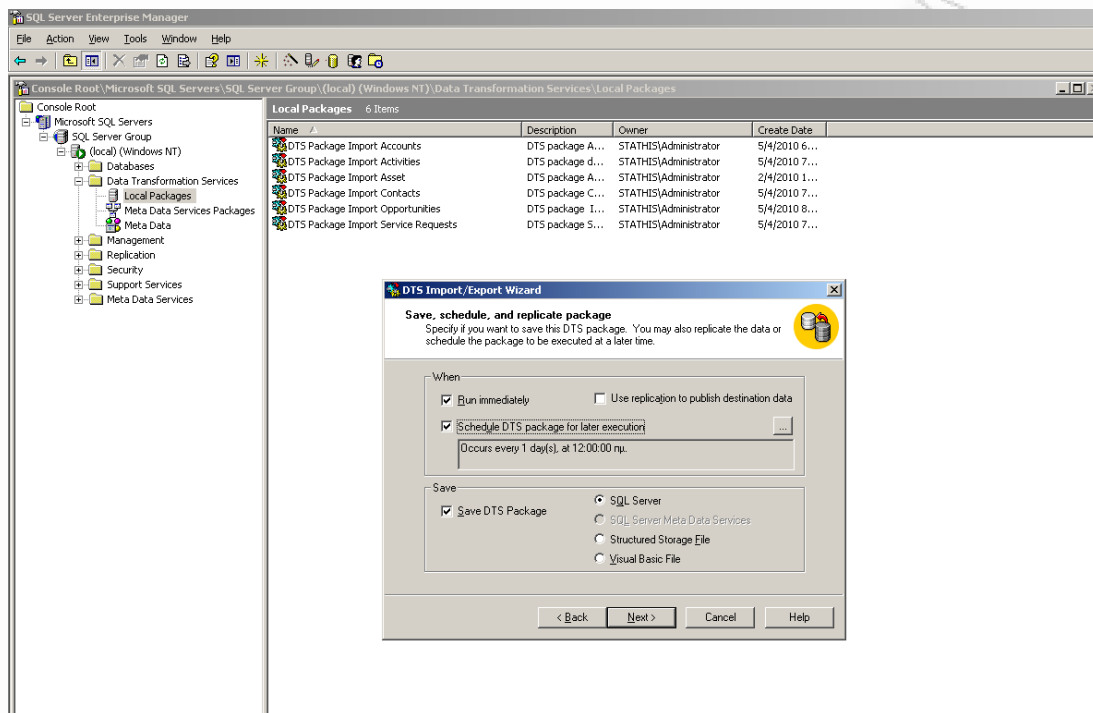 SQL Server Enterprise Manager
File Action View Tools Window Help
Console Root\Microsoft SQL Servers\SQL Server Group\(local) (Windows NT)\Data Transformation Services\Local Packages
Console Root
Microsoft SQL Servers
SQL Server Group
(local) (Windows NT)
Databases
Data Transformation Services
Local Packages
Meta Data Services Packages
Meta Data
Management
Replication
Security
Support Services
Meta Data Services
Local Packages 6 Items
Name Description Owner Create Date
DTS Package Import Accounts DTS package A... STATHIS\Administrator 5/4/2010 6...
DTS Package Import Activities DTS package d... STATHIS\Administrator 5/4/2010 7...
DTS Package Import Asset DTS package A... STATHIS\Administrator 2/4/2010 1...
DTS Package Import Contacts DTS package C... STATHIS\Administrator 5/4/2010 7...
DTS Package Import Opportunities DTS package I... STATHIS\Administrator 5/4/2010 8...
DTS Package Import Service Requests DTS package S... STATHIS\Administrator 5/4/2010 7...
DTS Import/Export Wizard
Save, schedule, and replicate package
Specify if you want to save this DTS package. You may also replicate the data or
schedule the package to be executed at a later time.
When
Run immediately Use replication to publish destination data
Schedule DTS package for later execution ...
Occurs every 1 day(s), at 12:00:00 πμ.
Save
Save DTS Package
SQL Server
SQL Server Meta Data Services
Structured Storage File
Visual Basic File
< Back Next > Cancel Help